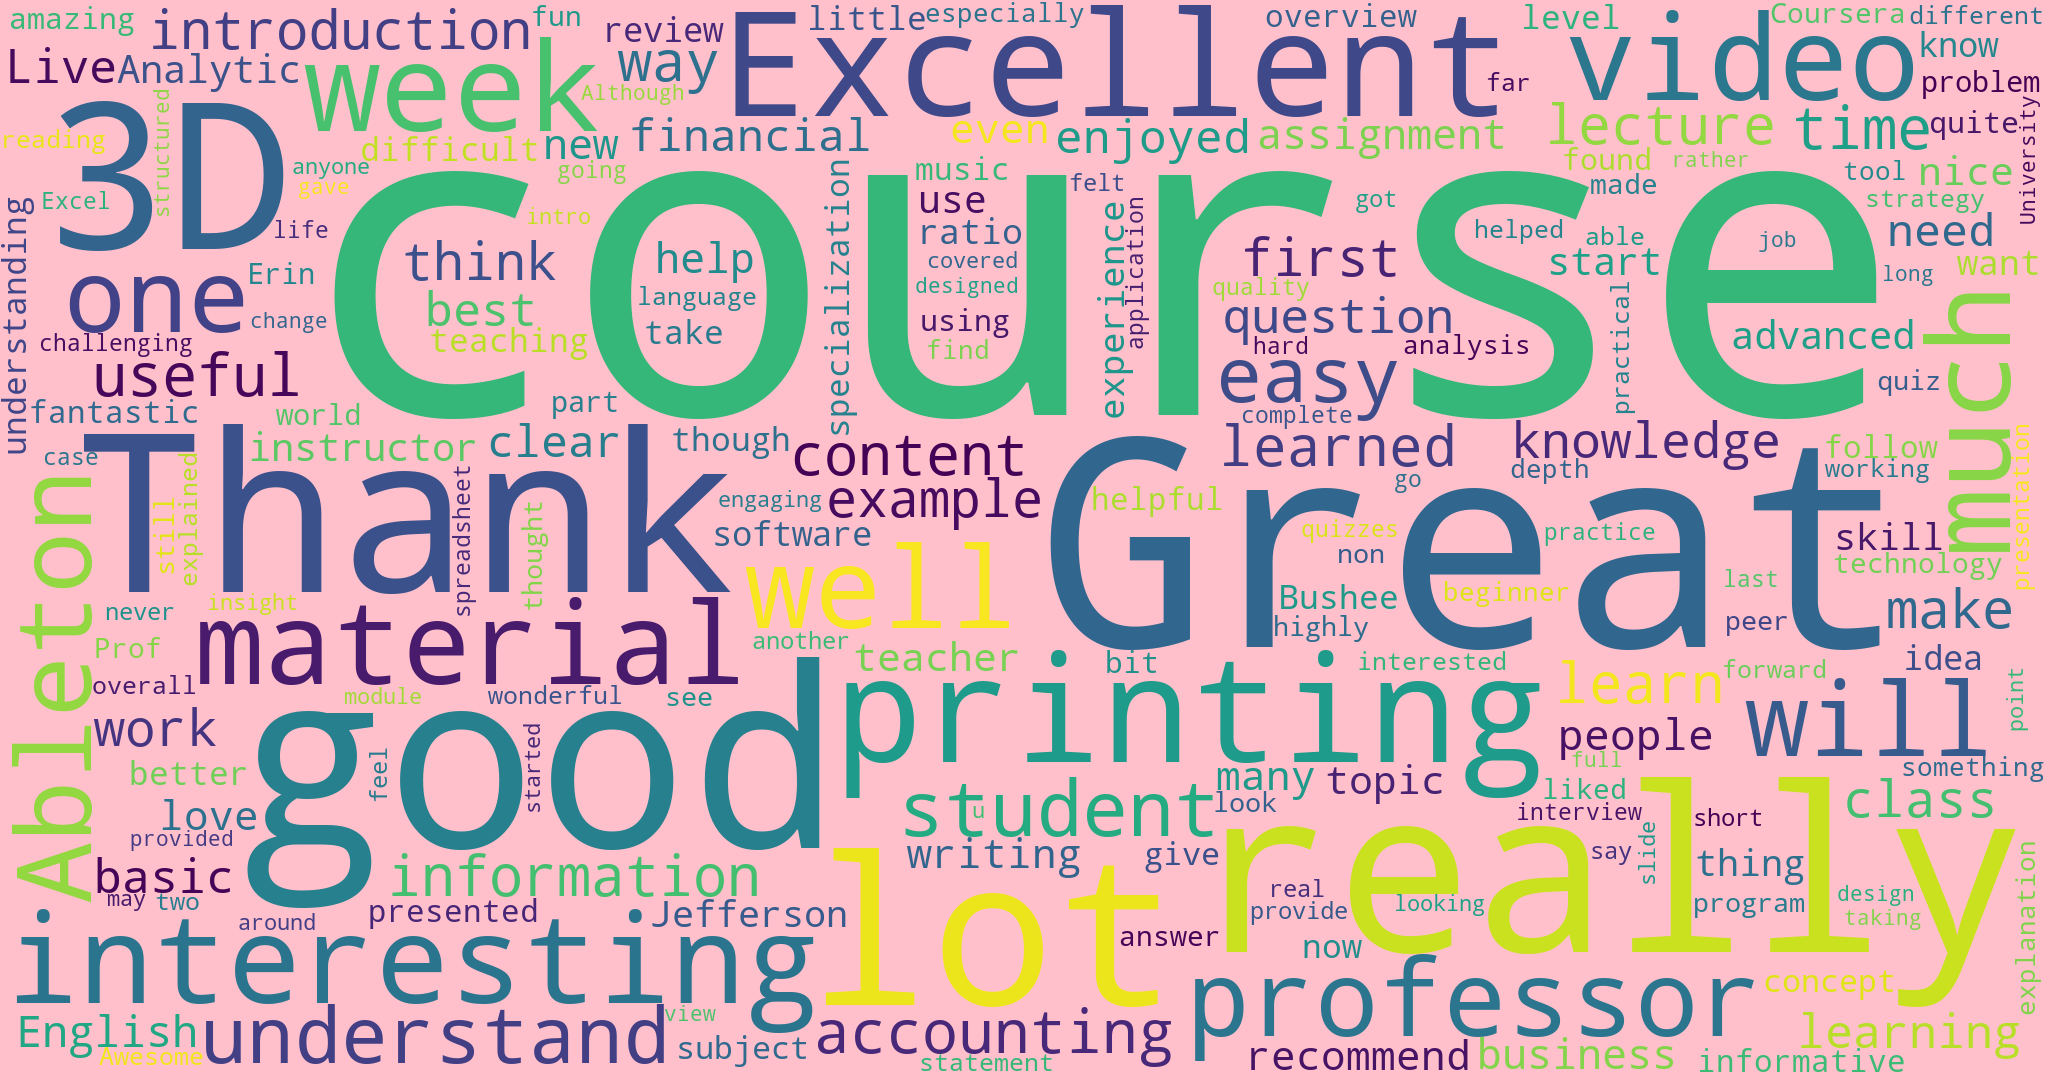 amazing
introduction
fun
review
little
especially
Excellent
overview
level
Coursera
different
Live
Analytic
week
way
Although
far
video
know
problem
3D
structured
reading
difficult
new
financial
even
enjoyed
assignment
lecture
time
quite
University
anyone
gave
going
music
felt
found
rather
made
tool
nice
Excel
life
intro
course
specialization
use
ratio
experience
application
got
helped
able
strategy
job
need
understanding
one
Erin
think
help
covered
first
start
long
want
change
best
language
designed
quality
practical
much
challenging
teaching
take
using
find
question
hard
analysis
advanced
useful
easy
quiz
fantastic
world
part
complete
case
Thank
instructor
clear
though
content
learned
knowledge
follow
Ableton
still
explained
spreadsheet
thought
engaging
example
helpful
Great
go
depth
working
presentation
software
quizzes
non
practice
skill
technology
never
insight
well
Bushee
beginner
last
make
Prof
material
another
highly
peer
overall
module
wonderful
see
teacher
bit
interested
forward
idea
point
work
good
started
feel
printing
learn
people
will
better
many
topic
full
liked
something
love
student
u
look
interview
short
class
provided
really
basic
information
writing
give
say
slide
thing
may
two
around
presented
Jefferson
lot
real
provide
looking
program
design
taking
explanation
interesting
answer
now
English
Awesome
understand
view
subject
accounting
statement
professor
recommend
business
concept
informative
learning